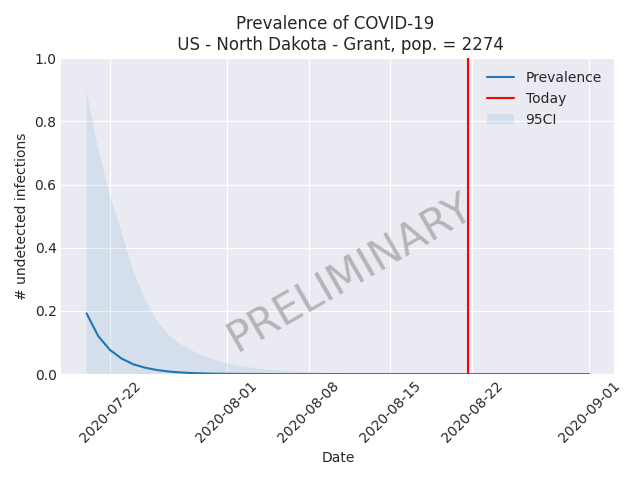 Prevalence of COVID-19
US - North Dakota - Grant, pop. = 2274
Prevalence
Today
95CI
# undetected infections
1.0
0.8
0.6
0.4
0.2
0.0
PRELIMINARY
2020-07-22
2020-08-01
2020-08-08
2020-08-15
2020-08-22
2020-09-01
Date